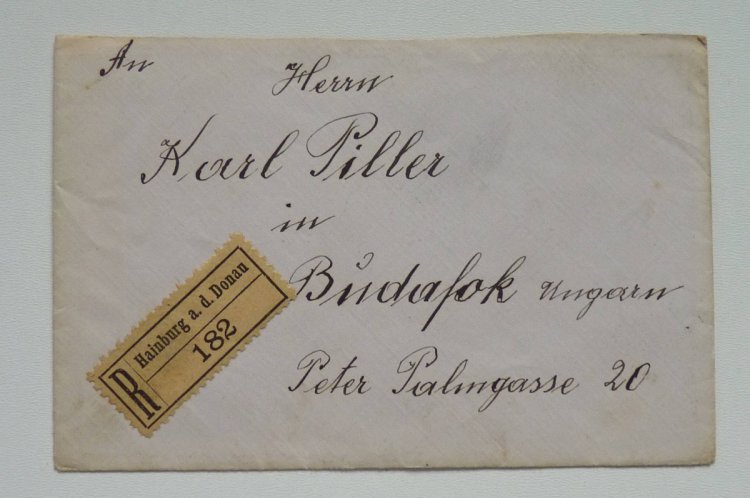 An
Herrn
Karl Piller
in
Budafok Ungarn
Peter Palmgasse 20
R
Hainburg a. d. Donau
182